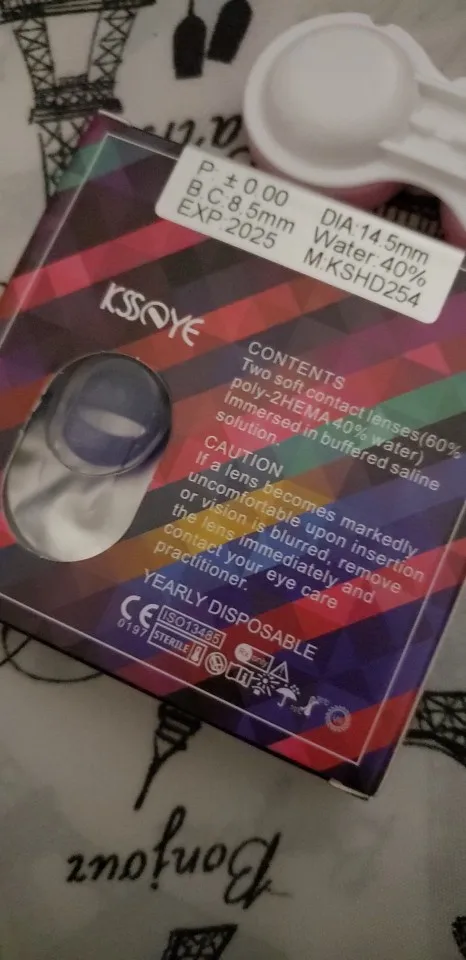 P: ± 0.00 DIA:14.5mm
B.C:8.5mm Water:40%
EXP:2025 M:KSHD254
KSSEYE
CONTENTS
Two soft contact lenses(60%
poly-2HEMA 40% water)
Immersed in buffered saline
solution.
CAUTION
If a lens becomes markedly
uncomfortable upon insertion
or vision is blurred, remove
the lens immediately and
contact your eye care
practitioner.
YEARLY DISPOSABLE
CE ISO13485
0197 STERILE Rx only
Bonjour